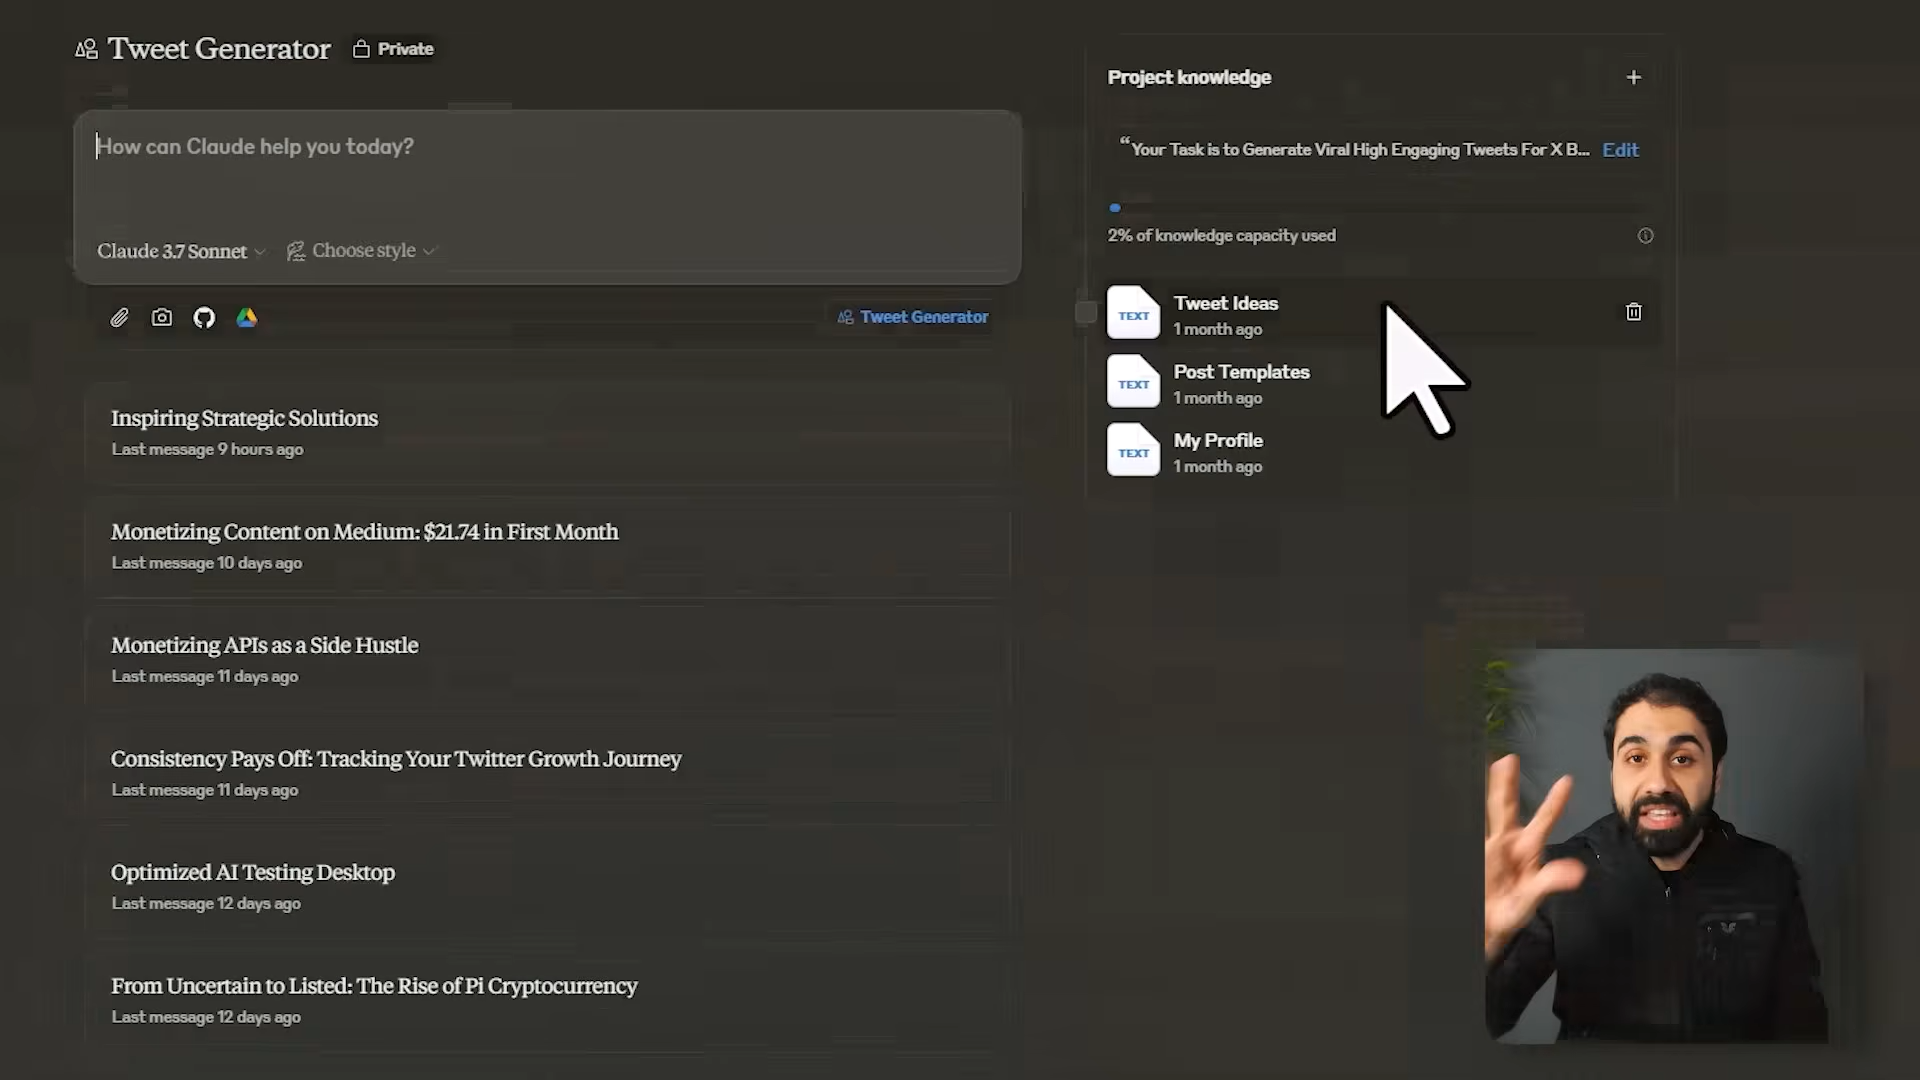 Tweet Generator Private
How can Claude help you today?
Claude 3.7 Sonnet Choose style
Tweet Generator
Inspiring Strategic Solutions
Last message 9 hours ago
Monetizing Content on Medium: $21.74 in First Month
Last message 10 days ago
Monetizing APIs as a Side Hustle
Last message 11 days ago
Consistency Pays Off: Tracking Your Twitter Growth Journey
Last message 11 days ago
Optimized AI Testing Desktop
Last message 12 days ago
From Uncertain to Listed: The Rise of Pi Cryptocurrency
Last message 12 days ago
Project knowledge
“Your Task is to Generate Viral High Engaging Tweets For X B... Edit
2% of knowledge capacity used
TEXT
Tweet Ideas
1 month ago
TEXT
Post Templates
1 month ago
TEXT
My Profile
1 month ago